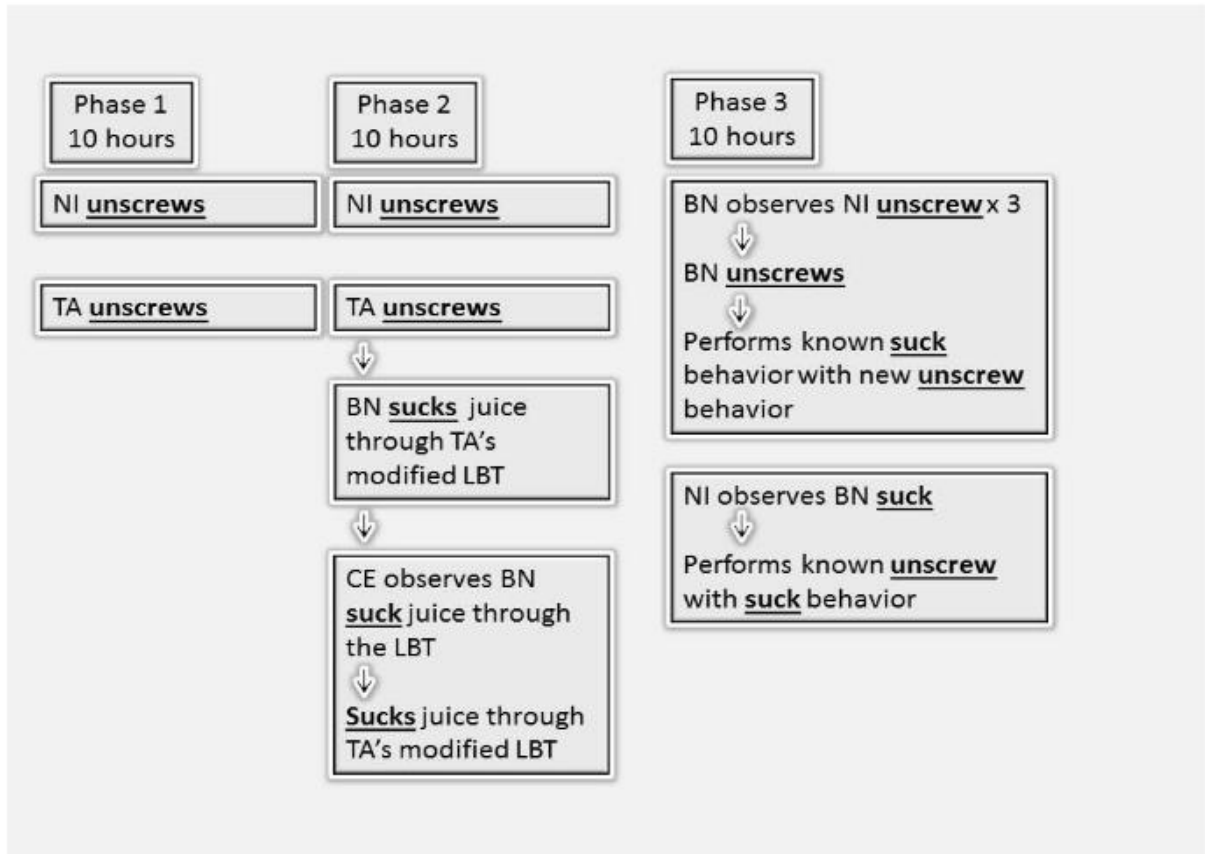 Phase 1
10 hours
NI unscrews
TA unscrews
Phase 2
10 hours
NI unscrews
TA unscrews
BN sucks juice
through TA's
modified LBT
CE observes BN
suck juice through
the LBT
Sucks juice through
TA's modified LBT
Phase 3
10 hours
BN observes NI unscrew x 3
BN unscrews
Performs known suck
behavior with new unscrew
behavior
NI observes BN suck
Performs known unscrew
with suck behavior